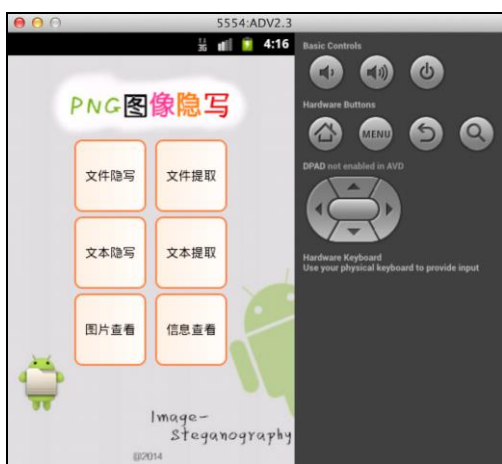 5554:ADV2.3
3G 4:16
PNG图像隐写
文件隐写 文件提取
文本隐写 文本提取
图片查看 信息查看
Image-
Steganography
@2014
Basic Controls
Hardware Buttons
MENU
DPAD not enabled in AVD
Hardware Keyboard
Use your physical keyboard to provide input